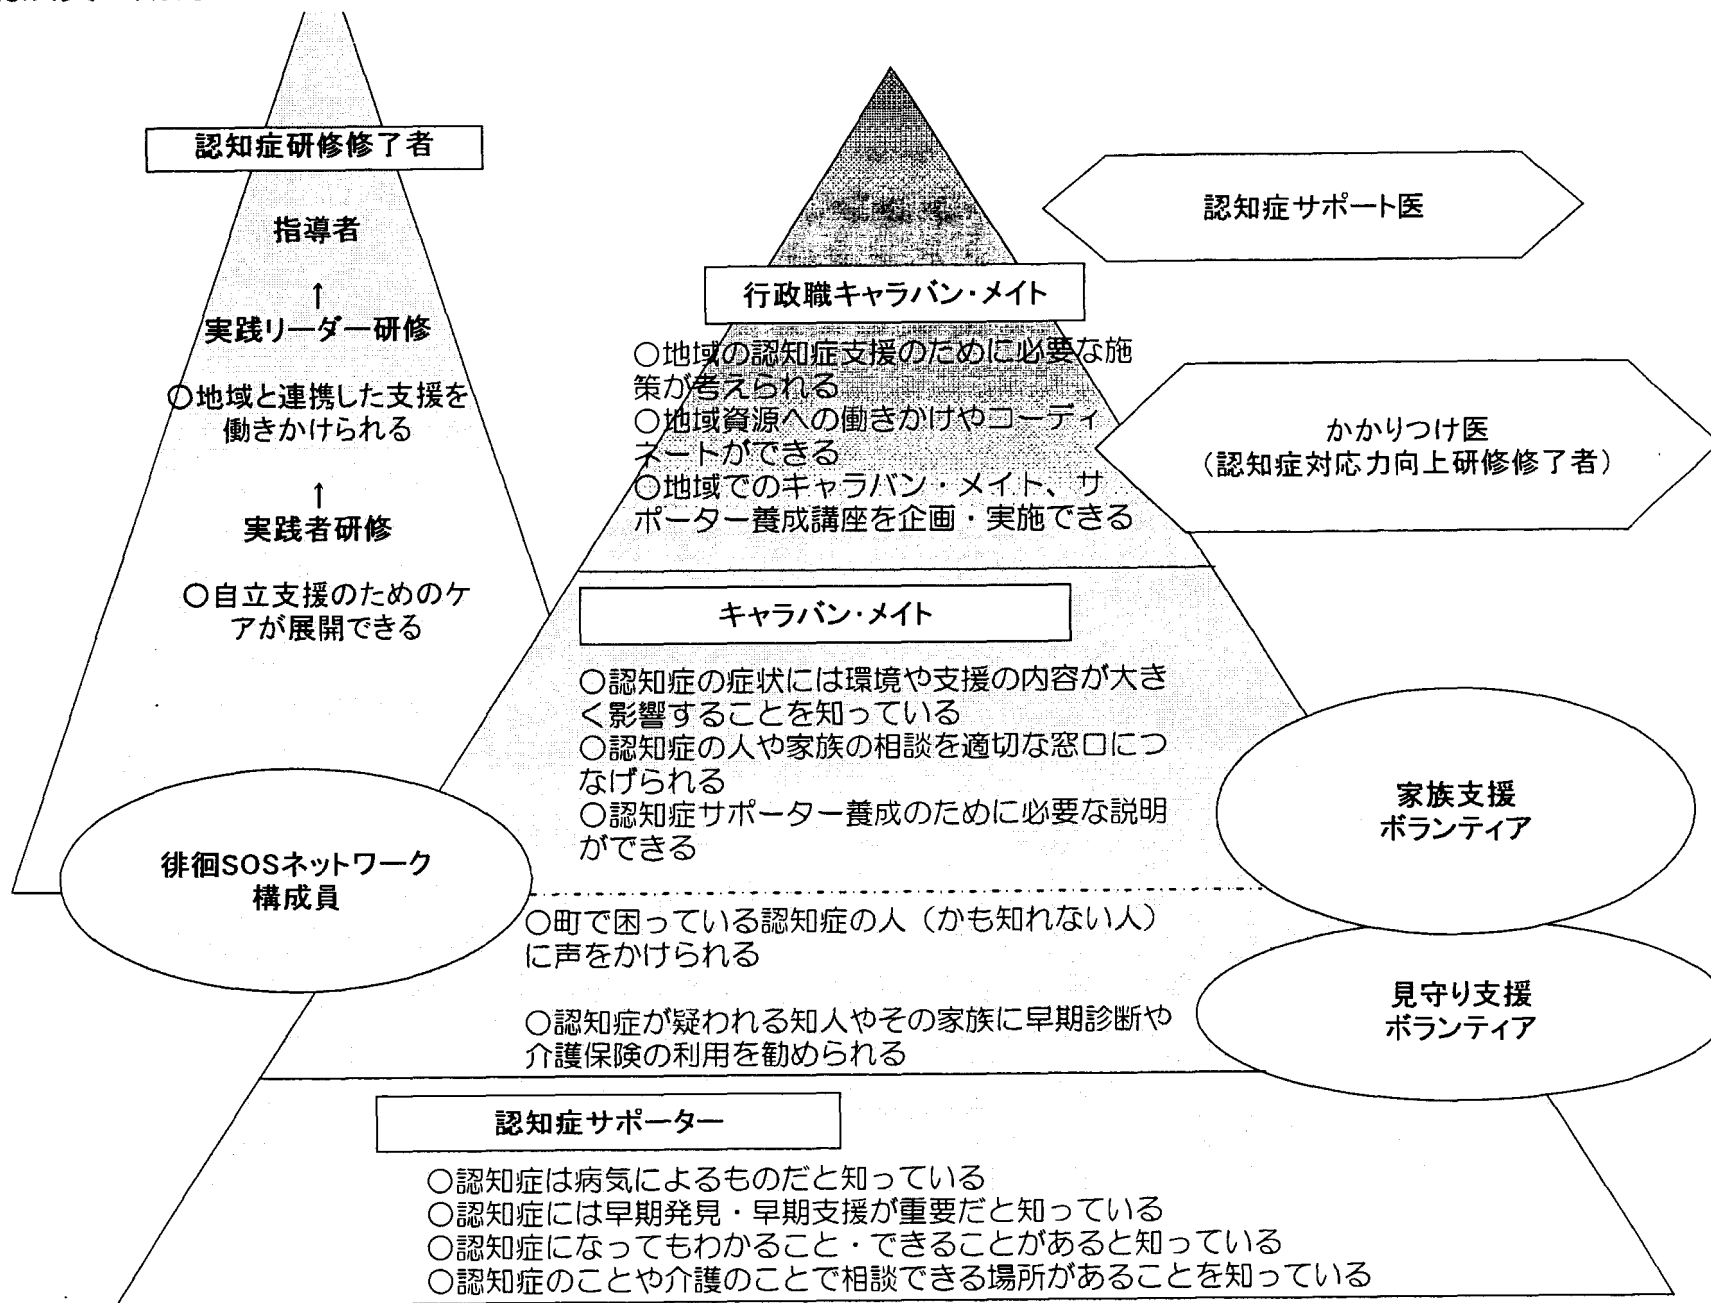 認知症研修修了者
指導者
↑
実践リーダー研修
○地域と連携した支援を
働きかけられる
↑
実践者研修
○自立支援のためのケ
アが展開できる
徘徊SOSネットワーク
構成員
行政職キャラバン・メイト
○地域の認知症支援のために必要な施
策が考えられる
○地域資源への働きかけやコーディ
ネートができる
○地域でのキャラバン・メイト、サ
ポーター養成講座を企画・実施できる
キャラバン・メイト
○認知症の症状には環境や支援の内容が大き
く影響することを知っている
○認知症の人や家族の相談を適切な窓口につ
なげられる
○認知症サポーター養成のために必要な説明
ができる
○町で困っている認知症の人（かも知れない人）
に声をかけられる
○認知症が疑われる知人やその家族に早期診断や
介護保険の利用を勧められる
認知症サポーター
○認知症は病気によるものだと知っている
○認知症には早期発見・早期支援が重要だと知っている
○認知症になってもわかること・できることがあると知っている
○認知症のことや介護のことで相談できる場所があることを知っている
認知症サポート医
かかりつけ医
（認知症対応力向上研修修了者）
家族支援
ボランティア
見守り支援
ボランティア